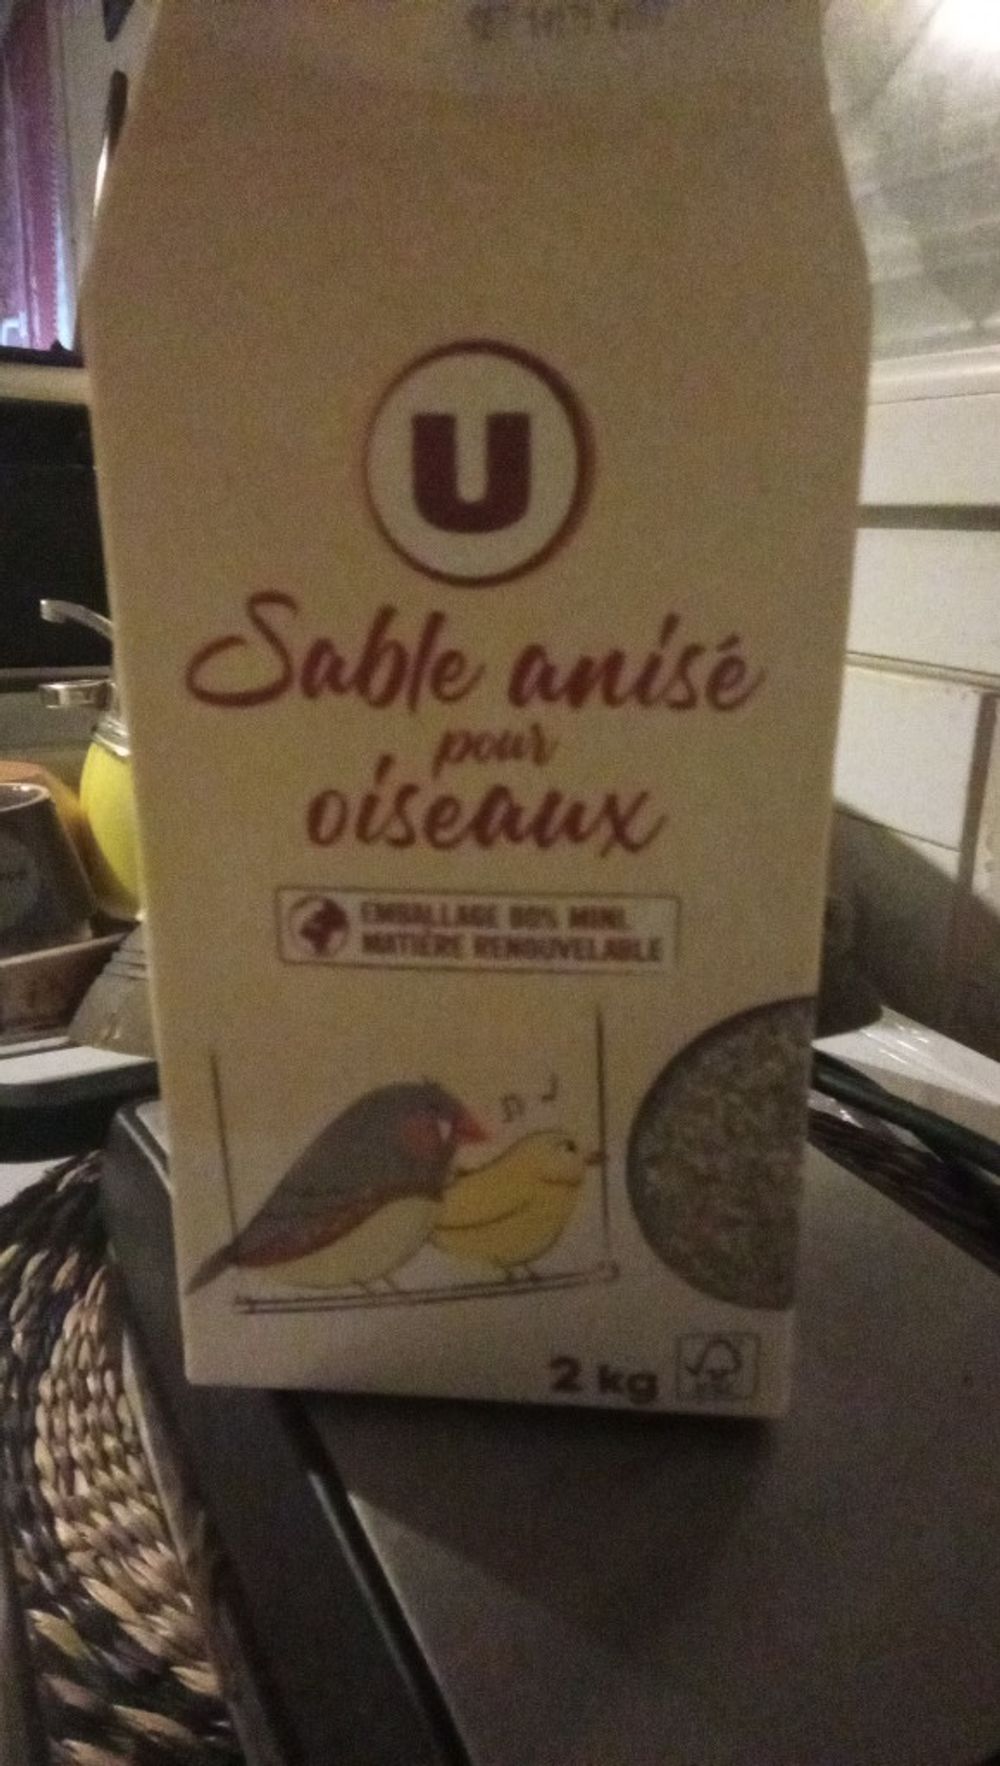 U
Sable anisé
pour
oiseaux
EMBALLAGE 80% MINI.
MATIÈRE RENOUVELABLE
2 kg